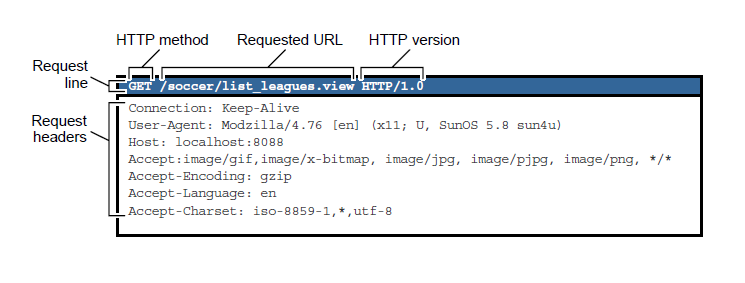 HTTP method Requested URL HTTP version
Request line
GET /soccer/list_leagues.view HTTP/1.0
Request headers
Connection: Keep-Alive
User-Agent: Modzilla/4.76 [en] (x11; U, SunOS 5.8 sun4u)
Host: localhost:8088
Accept:image/gif,image/x-bitmap, image/jpg, image/pjpg, image/png, */*
Accept-Encoding: gzip
Accept-Language: en
Accept-Charset: iso-8859-1,*,utf-8